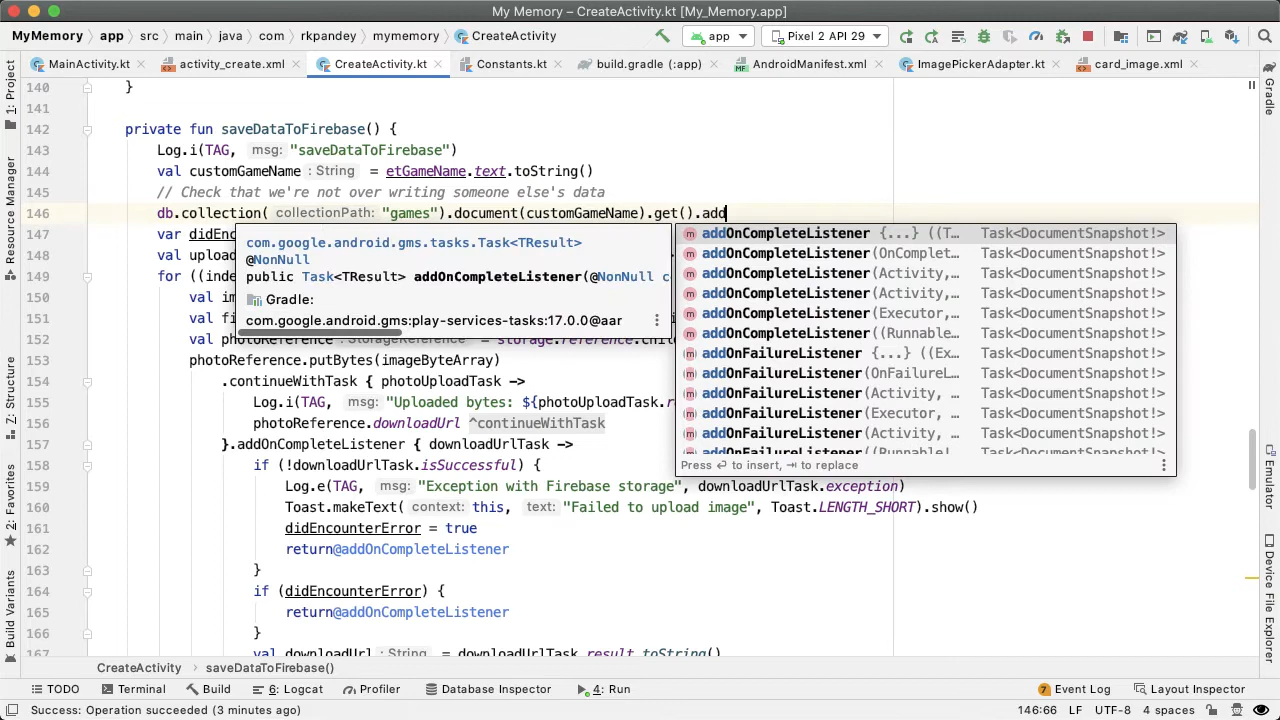 My Memory – CreateActivity.kt [My_Memory.app]
MyMemory app src main java com rkpandey mymemory CreateActivity app Pixel 2 API 29
MainActivity.kt activity_create.xml CreateActivity.kt Constants.kt build.gradle (:app) AndroidManifest.xml ImagePickerAdapter.kt card_image.xml
1: Project
Resource Manager
Z: Structure
2: Favorites
Build Variants
140 }
141
142 private fun saveDataToFirebase() {
143 Log.i(TAG, msg: "saveDataToFirebase")
144 val customGameName : String = etGameName.text.toString()
145 // Check that we're not over writing someone else's data
146 db.collection( collectionPath: "games").document(customGameName).get().add
147 var didEnc
148 val upload
149 for ((inde
150 val im
151 val fi
152 val photoReference : StorageReference = storage.reference.chil
153 photoReference.putBytes(imageByteArray)
154 .continueWithTask { photoUploadTask ->
155 Log.i(TAG, msg: "Uploaded bytes: ${photoUploadTask.r
156 photoReference.downloadUrl ^continueWithTask
157 }.addOnCompleteListener { downloadUrlTask ->
158 if (!downloadUrlTask.isSuccessful) {
159 Log.e(TAG, msg: "Exception with Firebase storage", downloadUrlTask.exception)
160 Toast.makeText( context: this, text: "Failed to upload image", Toast.LENGTH_SHORT).show()
161 didEncounterError = true
162 return@addOnCompleteListener
163 }
164 if (didEncounterError) {
165 return@addOnCompleteListener
166 }
167 val downloadUrl : String = downloadUrlTask.result.toString()
com.google.android.gms.tasks.Task<TResult>
@NonNull
public Task<TResult> addOnCompleteListener(@NonNull c
Gradle:
com.google.android.gms:play-services-tasks:17.0.0@aar
addOnCompleteListener {...} ((T… Task<DocumentSnapshot!>
addOnCompleteListener(OnComplet… Task<DocumentSnapshot!>
addOnCompleteListener(Activity,… Task<DocumentSnapshot!>
addOnCompleteListener(Activity,… Task<DocumentSnapshot!>
addOnCompleteListener(Executor,… Task<DocumentSnapshot!>
addOnCompleteListener((Runnable… Task<DocumentSnapshot!>
addOnFailureListener {...} ((Ex… Task<DocumentSnapshot!>
addOnFailureListener(OnFailureL… Task<DocumentSnapshot!>
addOnFailureListener(Activity, … Task<DocumentSnapshot!>
addOnFailureListener(Executor, … Task<DocumentSnapshot!>
addOnFailureListener(Activity, … Task<DocumentSnapshot!>
addOnFailureListener((Runnabl… Task<DocumentSnapshot!>
Press ↩ to insert, ⇥ to replace
Gradle
Emulator
Device File Explorer
CreateActivity saveDataToFirebase()
TODO Terminal Build 6: Logcat Profiler Database Inspector 4: Run 7 Event Log Layout Inspector
Success: Operation succeeded (3 minutes ago) 146:66 LF UTF-8 4 spaces